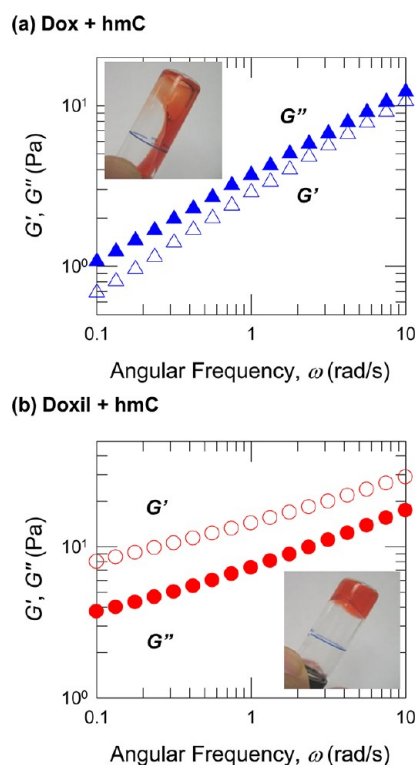 (a) Dox + hmC
G', G" (Pa)
10¹
10⁰
G"
G'
0.1
1
10
Angular Frequency, ω (rad/s)
(b) Doxil + hmC
G', G" (Pa)
10¹
10⁰
G'
G"
0.1
1
10
Angular Frequency, ω (rad/s)